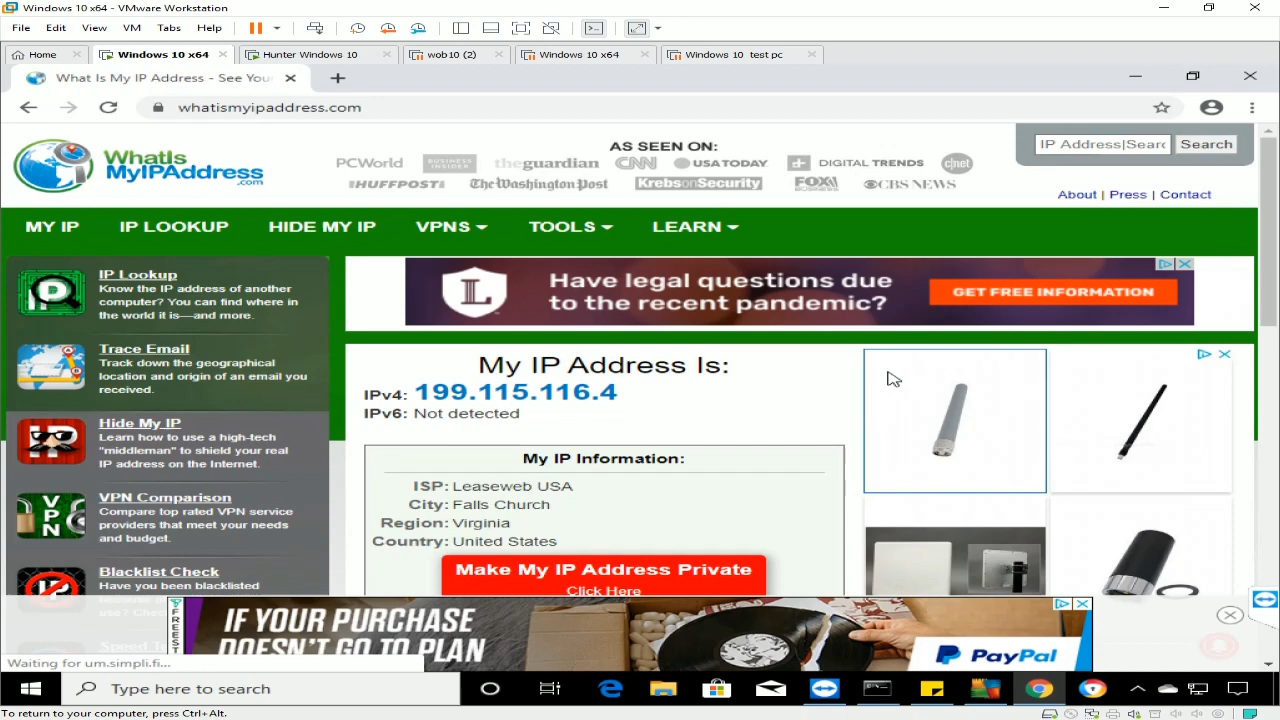 Windows 10 x64 - VMware Workstation
File Edit View VM Tabs Help
Home Windows 10 x64 Hunter Windows 10 wob10 (2) Windows 10 x64 Windows 10 test pc
What Is My IP Address - See Your
whatismyipaddress.com
WhatIs
MyIPAddress
.com
AS SEEN ON:
PCWorld BUSINESS INSIDER theguardian CNN USA TODAY DIGITAL TRENDS c|net
THE HUFFPOST The Washington Post KrebsonSecurity FOX CBS NEWS
IP Address|Search
Search
About | Press | Contact
MY IP IP LOOKUP HIDE MY IP VPNS TOOLS LEARN
IP
IP Lookup
Know the IP address of another
computer? You can find where in
the world it is—and more.
Trace Email
Track down the geographical
location and origin of an email you
received.
IP
Hide My IP
Learn how to use a high-tech
"middleman" to shield your real
IP address on the Internet.
VPN
VPN Comparison
Compare top rated VPN service
providers that meet your needs
and budget.
Blacklist Check
Have you been blacklisted
L
Have legal questions due
to the recent pandemic?
GET FREE INFORMATION
My IP Address Is:
IPv4: 199.115.116.4
IPv6: Not detected
My IP Information:
ISP: Leaseweb USA
City: Falls Church
Region: Virginia
Country: United States
Make My IP Address Private
Click Here
FREEST
IF YOUR PURCHASE
DOESN'T GO TO PLAN
PayPal
Waiting for um.simpli.fi...
Type here to search
To return to your computer, press Ctrl+Alt.